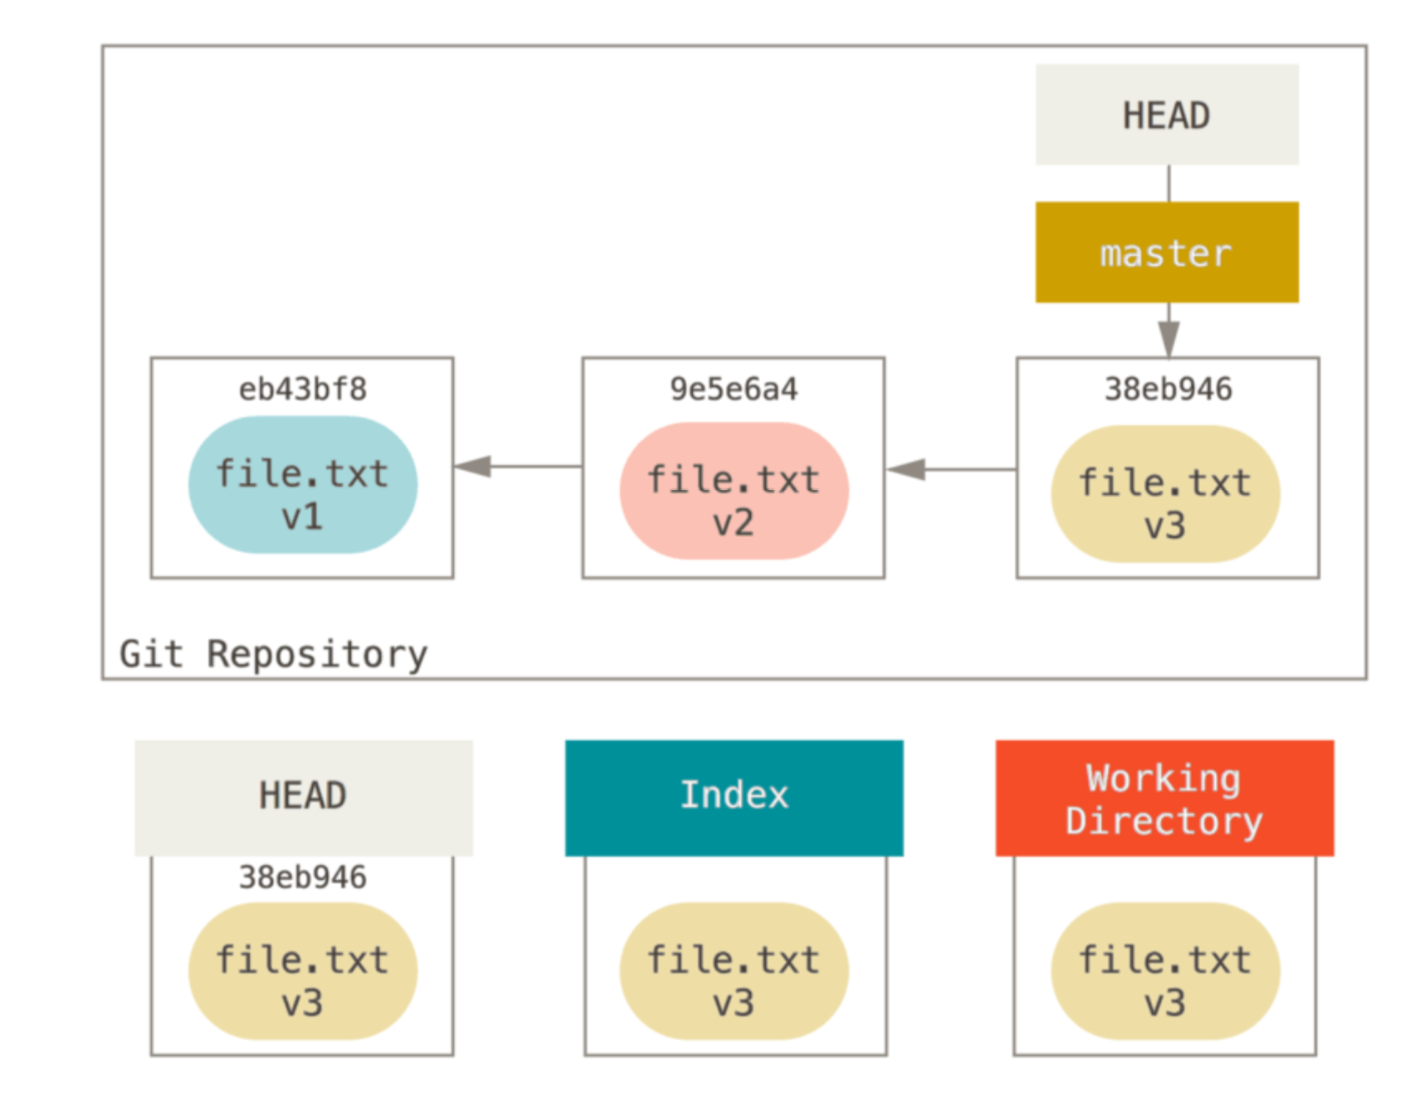 HEAD
master
eb43bf8
file.txt
v1
9e5e6a4
file.txt
v2
38eb946
file.txt
v3
Git Repository
HEAD
38eb946
file.txt
v3
Index
file.txt
v3
Working
Directory
file.txt
v3